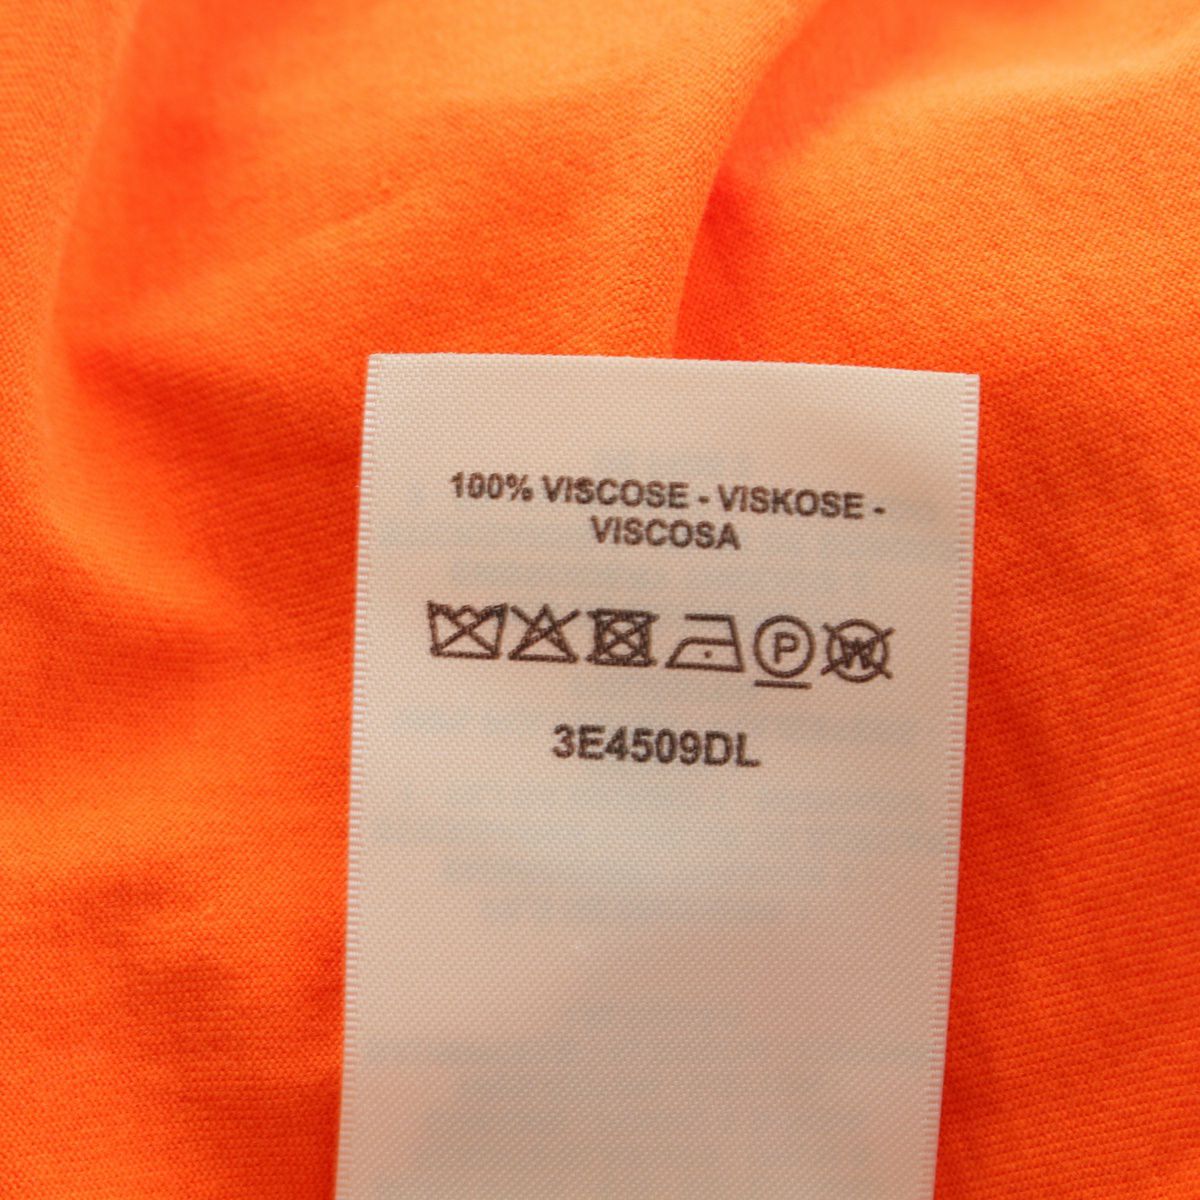 100% VISCOSE - VISKOSE -
VISCOSA
P W
3E4509DL